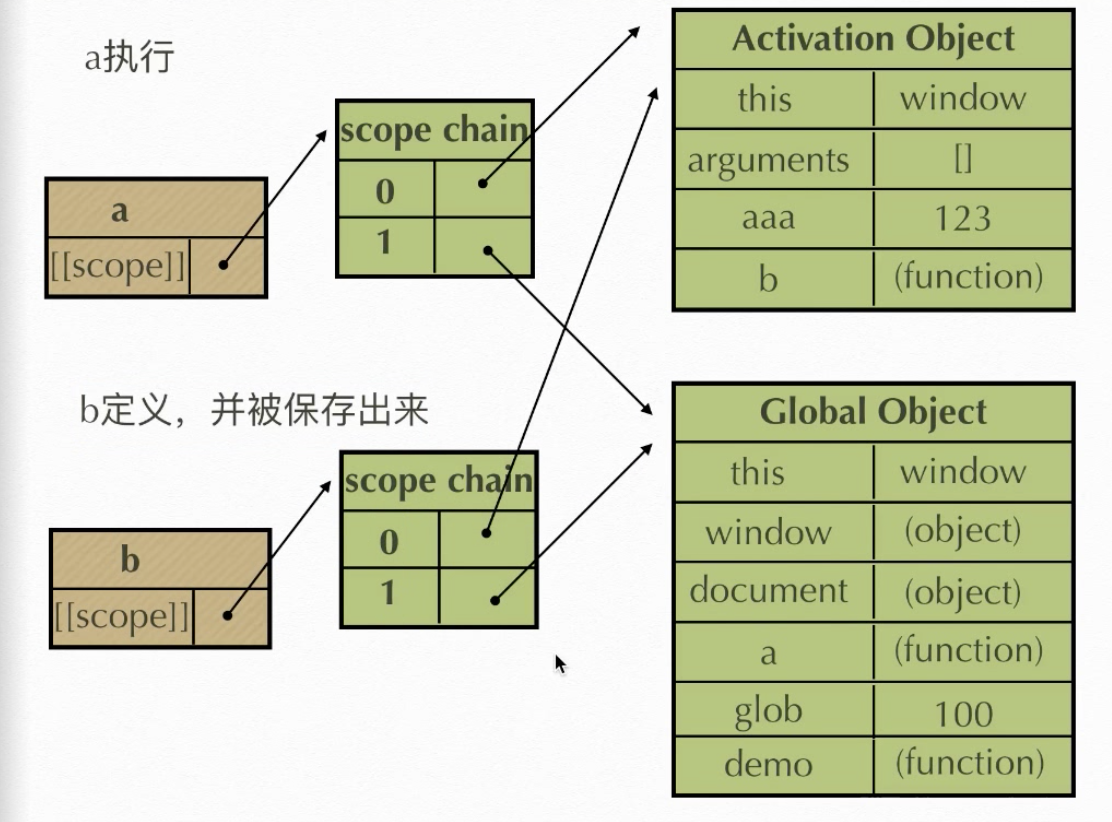 a执行
a
[[scope]]
scope chain
0
1
Activation Object
this window
arguments []
aaa 123
b (function)
b定义，并被保存出来
b
[[scope]]
scope chain
0
1
Global Object
this window
window (object)
document (object)
a (function)
glob 100
demo (function)